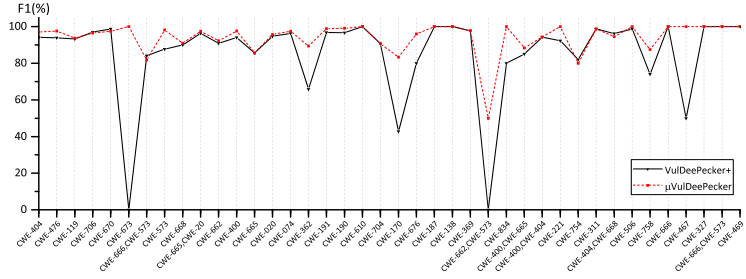 F1(%)
100
80
60
40
20
0
VulDeePecker+
μVulDeePecker
CWE-404
CWE-476
CWE-119
CWE-706
CWE-670
CWE-673
CWE-666,CWE-573
CWE-573
CWE-668
CWE-665,CWE-20
CWE-662
CWE-400
CWE-665
CWE-020
CWE-074
CWE-362
CWE-191
CWE-190
CWE-610
CWE-704
CWE-170
CWE-676
CWE-187
CWE-138
CWE-369
CWE-662,CWE-573
CWE-834
CWE-400,CWE-665
CWE-400,CWE-404
CWE-221
CWE-754
CWE-311
CWE-404,CWE-668
CWE-506
CWE-758
CWE-666
CWE-467
CWE-327
CWE-666,CWE-573
CWE-469